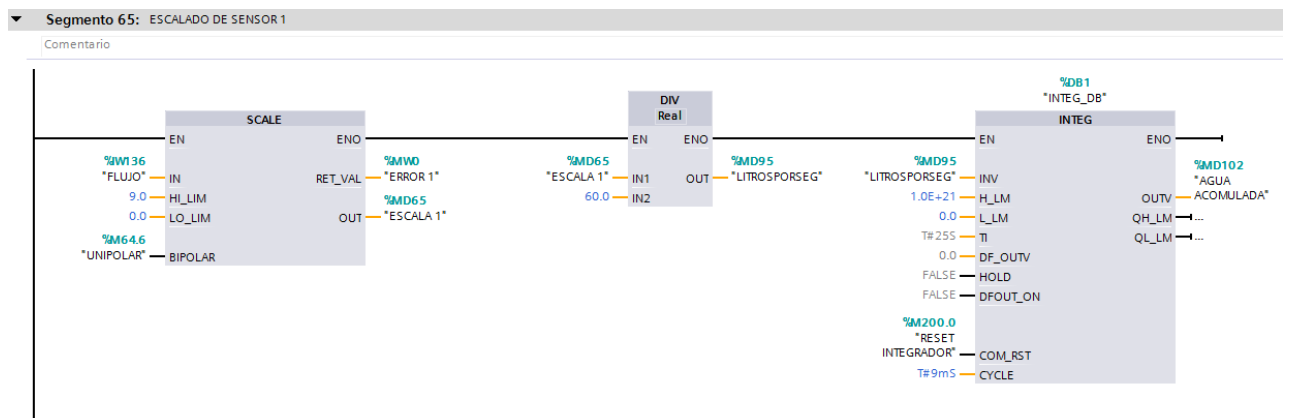 Segmento 65: ESCALADO DE SENSOR 1
Comentario
SCALE
EN
ENO
%IW136
"FLUJO"
IN
9.0
HI_LIM
0.0
LO_LIM
%M64.6
"UNIPOLAR"
BIPOLAR
RET_VAL
%MW0
"ERROR 1"
OUT
%MD65
"ESCALA 1"
DIV
Real
EN
ENO
%MD65
"ESCALA 1"
IN1
60.0
IN2
OUT
%MD95
"LITROSPORSEG"
%DB1
"INTEG_DB"
INTEG
EN
ENO
%MD95
"LITROSPORSEG"
INV
1.0E+21
H_LM
0.0
L_LM
T#25S
TI
0.0
DF_OUTV
FALSE
HOLD
FALSE
DFOUT_ON
%M200.0
"RESET
INTEGRADOR"
COM_RST
T#9mS
CYCLE
OUTV
%MD102
"AGUA
ACOMULADA"
QH_LM
...
QL_LM
...